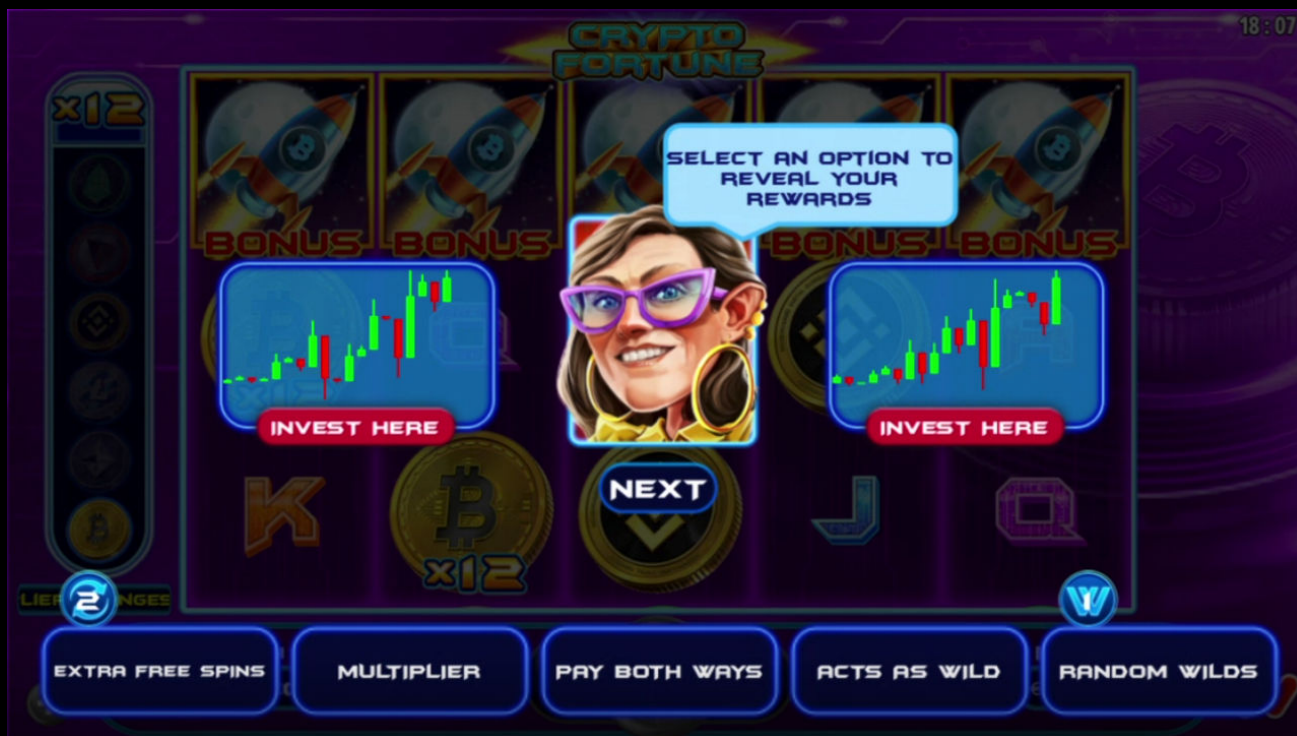 18:07
CRYPTO
FORTUNE
x12
SELECT AN OPTION TO
REVEAL YOUR
REWARDS
BONUS BONUS BONUS BONUS
Q
INVEST HERE
INVEST HERE
NEXT
K
J
Q
x12
2
W
1
EXTRA FREE SPINS
MULTIPLIER
PAY BOTH WAYS
ACTS AS WILD
RANDOM WILDS